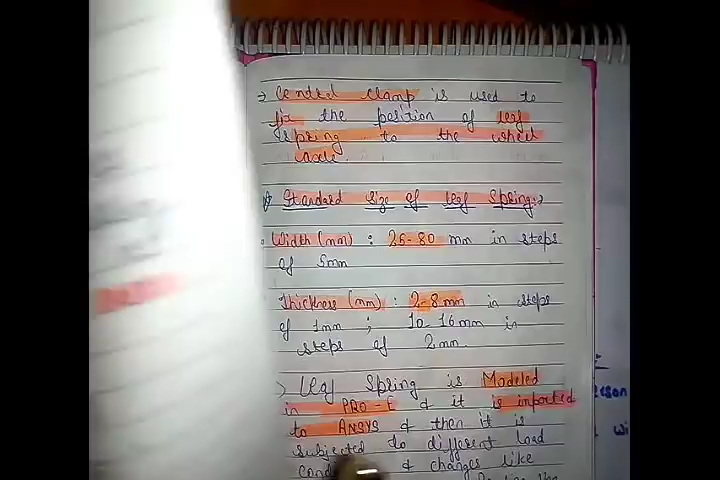 → Central clamp is used to
fix the position of leaf
spring to the wheel
axle.
Standard size of leaf Spring:→
• Width (mm) : 25-80 mm in steps
of 5mm
Thickness (mm) : 2-8mm in steps
of 1mm ; 10-16mm in
steps of 2mm.
> Leaf Spring is Modeled
in PRO-E & it is imported
to ANSYS & then it is
subjected to different load
& changes like